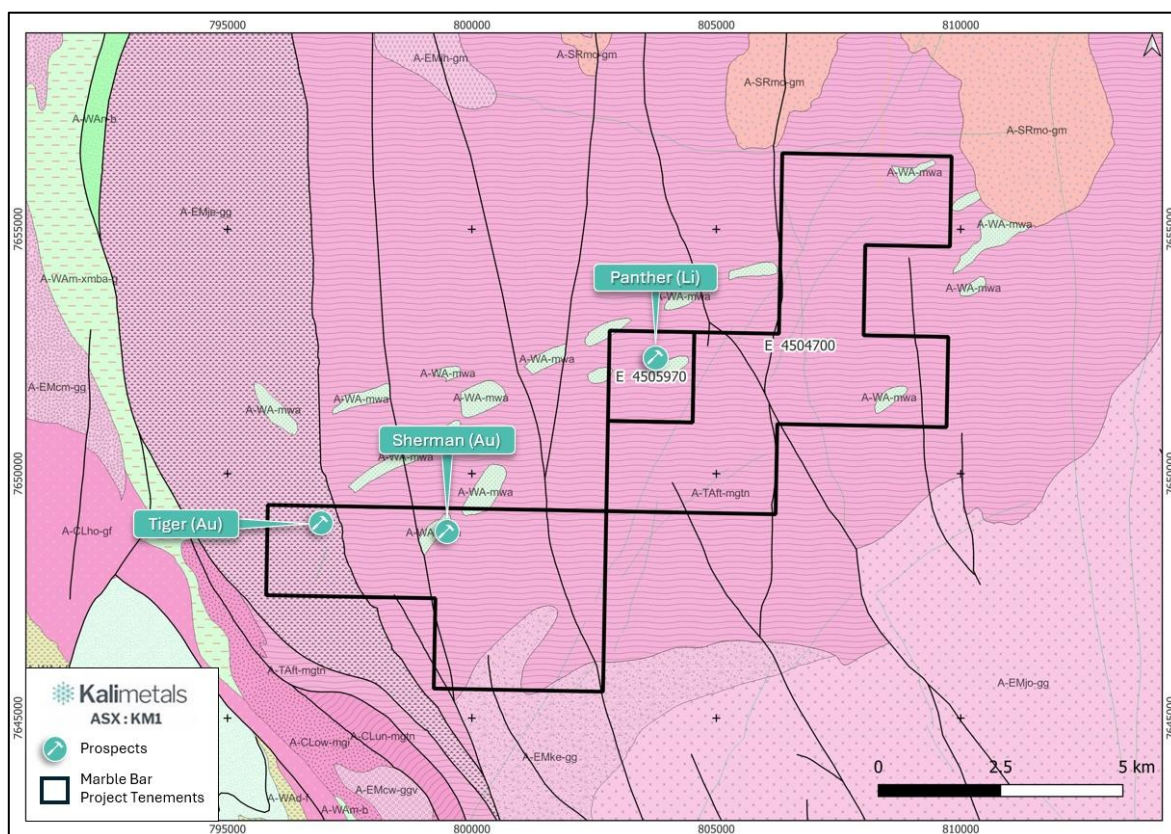 795000
800000
805000
810000
7655000
7650000
7645000
7655000
7650000
7645000
A-EMih-gm
A-SRmo-gm
A-SRmo-gm
A-SRmo-gm
A-WAn-b
A-EMje-gg
A-WA-mwa
A-WA-mwa
A-WAm-xmba-g
A-WA-mwa
Panther (Li)
A-WA-mwa
E 4504700
A-WA-mwa
A-WA-mwa
E 4505970
A-EMcm-gg
A-WA-mwa
A-WA-mwa
A-WA-mwa
A-WA-mwa
Sherman (Au)
A-WA-mwa
A-WA-mwa
A-TAft-mgtn
Tiger (Au)
A-WA
A-CLho-gf
A-TAft-mgtn
A-EMjo-gg
Kalimetals
ASX : KM1
Prospects
Marble Bar
Project Tenements
A-CLow-mgi
A-CLun-mgtn
A-EMke-gg
A-EMcw-ggv
A-WAd-f
A-WAm-b
0
2.5
5 km
795000
800000
805000
810000